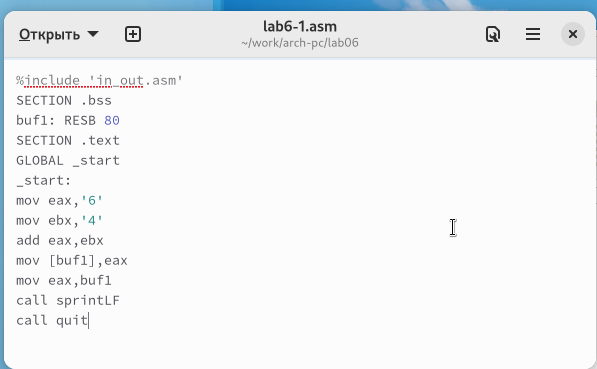 Открыть
lab6-1.asm
~/work/arch-pc/lab06
%include 'in_out.asm'
SECTION .bss
buf1: RESB 80
SECTION .text
GLOBAL _start
_start:
mov eax,'6'
mov ebx,'4'
add eax,ebx
mov [buf1],eax
mov eax,buf1
call sprintLF
call quit